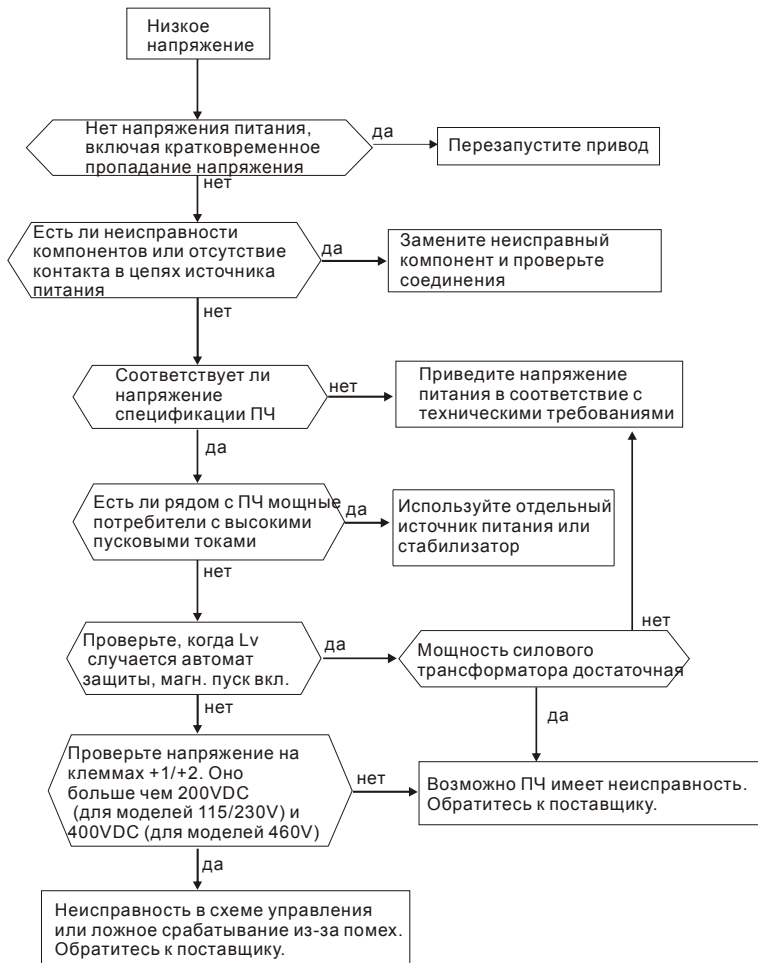 Низкое
напряжение
Нет напряжения питания,
включая кратковременное
пропадание напряжения
да
Перезапустите привод
нет
Есть ли неисправности
компонентов или отсутствие
контакта в цепях источника
питания
да
Замените неисправный
компонент и проверьте
соединения
нет
Соответствует ли
напряжение
спецификации ПЧ
нет
Приведите напряжение
питания в соответствие с
техническими требованиями
да
Есть ли рядом с ПЧ мощные
потребители с высокими
пусковыми токами
да
Используйте отдельный
источник питания или
стабилизатор
нет
Проверьте, когда Lv
случается автомат
защиты, магн. пуск вкл.
да
Мощность силового
трансформатора достаточная
нет
нет
да
Проверьте напряжение на
клеммах +1/+2. Оно
больше чем 200VDC
(для моделей 115/230V) и
400VDC (для моделей 460V)
нет
Возможно ПЧ имеет неисправность.
Обратитесь к поставщику.
да
Неисправность в схеме управления
или ложное срабатывание из-за помех.
Обратитесь к поставщику.